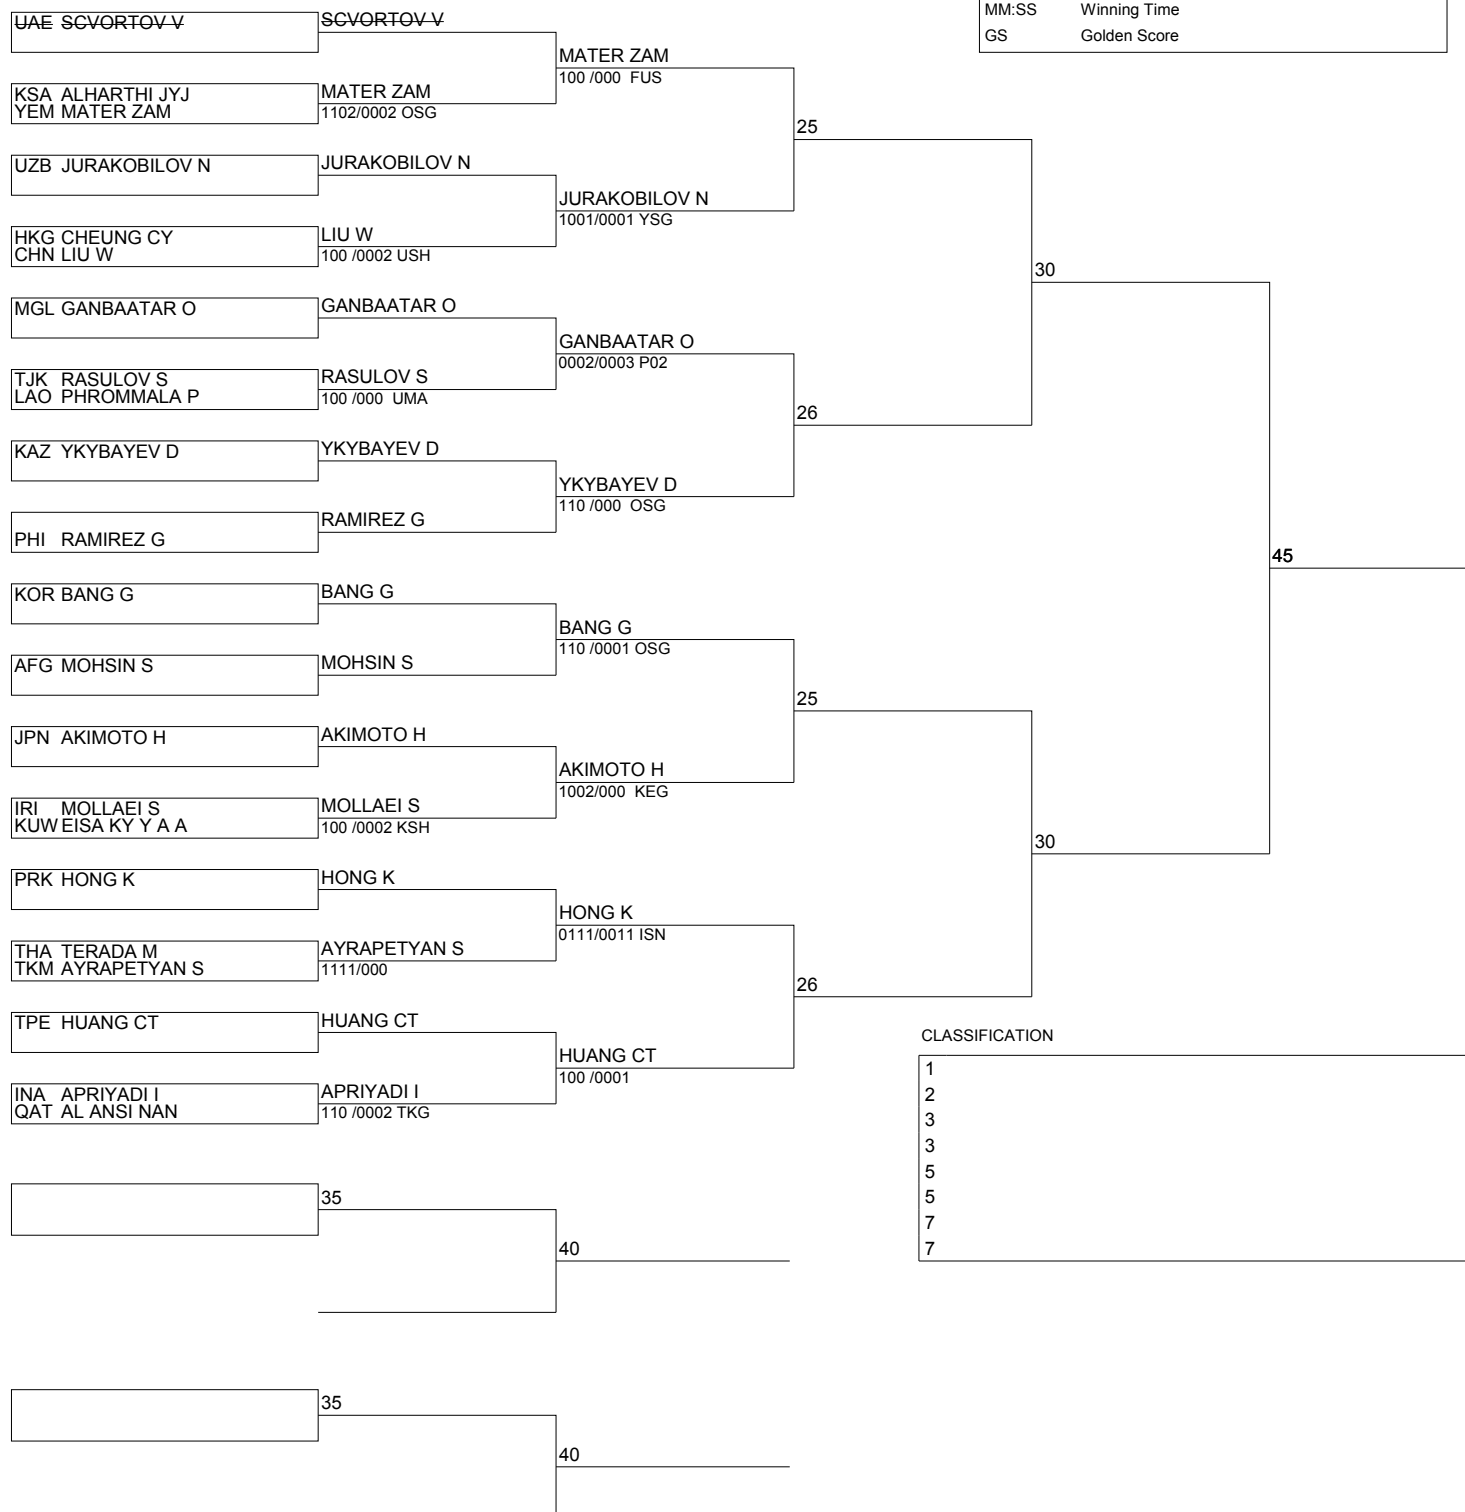 MM:SS Winning Time
GS Golden Score
UAE SCVORTOV V
SCVORTOV V
MATER ZAM
100 /000 FUS
KSA ALHARTHI JYJ
YEM MATER ZAM
MATER ZAM
1102/0002 OSG
25
UZB JURAKOBILOV N
JURAKOBILOV N
JURAKOBILOV N
1001/0001 YSG
HKG CHEUNG CY
CHN LIU W
LIU W
100 /0002 USH
30
MGL GANBAATAR O
GANBAATAR O
GANBAATAR O
0002/0003 P02
TJK RASULOV S
LAO PHROMMALA P
RASULOV S
100 /000 UMA
26
KAZ YKYBAYEV D
YKYBAYEV D
YKYBAYEV D
110 /000 OSG
PHI RAMIREZ G
RAMIREZ G
45
KOR BANG G
BANG G
BANG G
110 /0001 OSG
AFG MOHSIN S
MOHSIN S
25
JPN AKIMOTO H
AKIMOTO H
AKIMOTO H
1002/000 KEG
IRI MOLLAEI S
KUW EISA KY Y A A
MOLLAEI S
100 /0002 KSH
30
PRK HONG K
HONG K
HONG K
0111/0011 ISN
THA TERADA M
TKM AYRAPETYAN S
AYRAPETYAN S
1111/000
26
TPE HUANG CT
HUANG CT
HUANG CT
100 /0001
INA APRIYADI I
QAT AL ANSI NAN
APRIYADI I
110 /0002 TKG
CLASSIFICATION
1
2
3
3
5
5
7
7
35
40
35
40